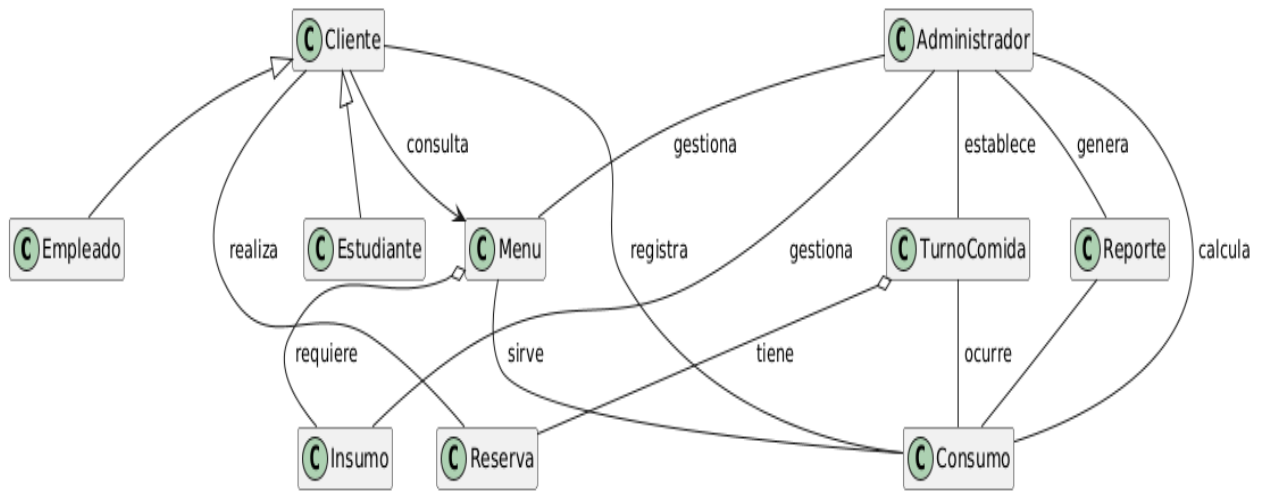 C Cliente
C Administrador
consulta
gestiona
establece
genera
C Empleado
realiza
C Estudiante
C Menu
registra
gestiona
C TurnoComida
C Reporte
calcula
requiere
sirve
tiene
ocurre
C Insumo
C Reserva
C Consumo